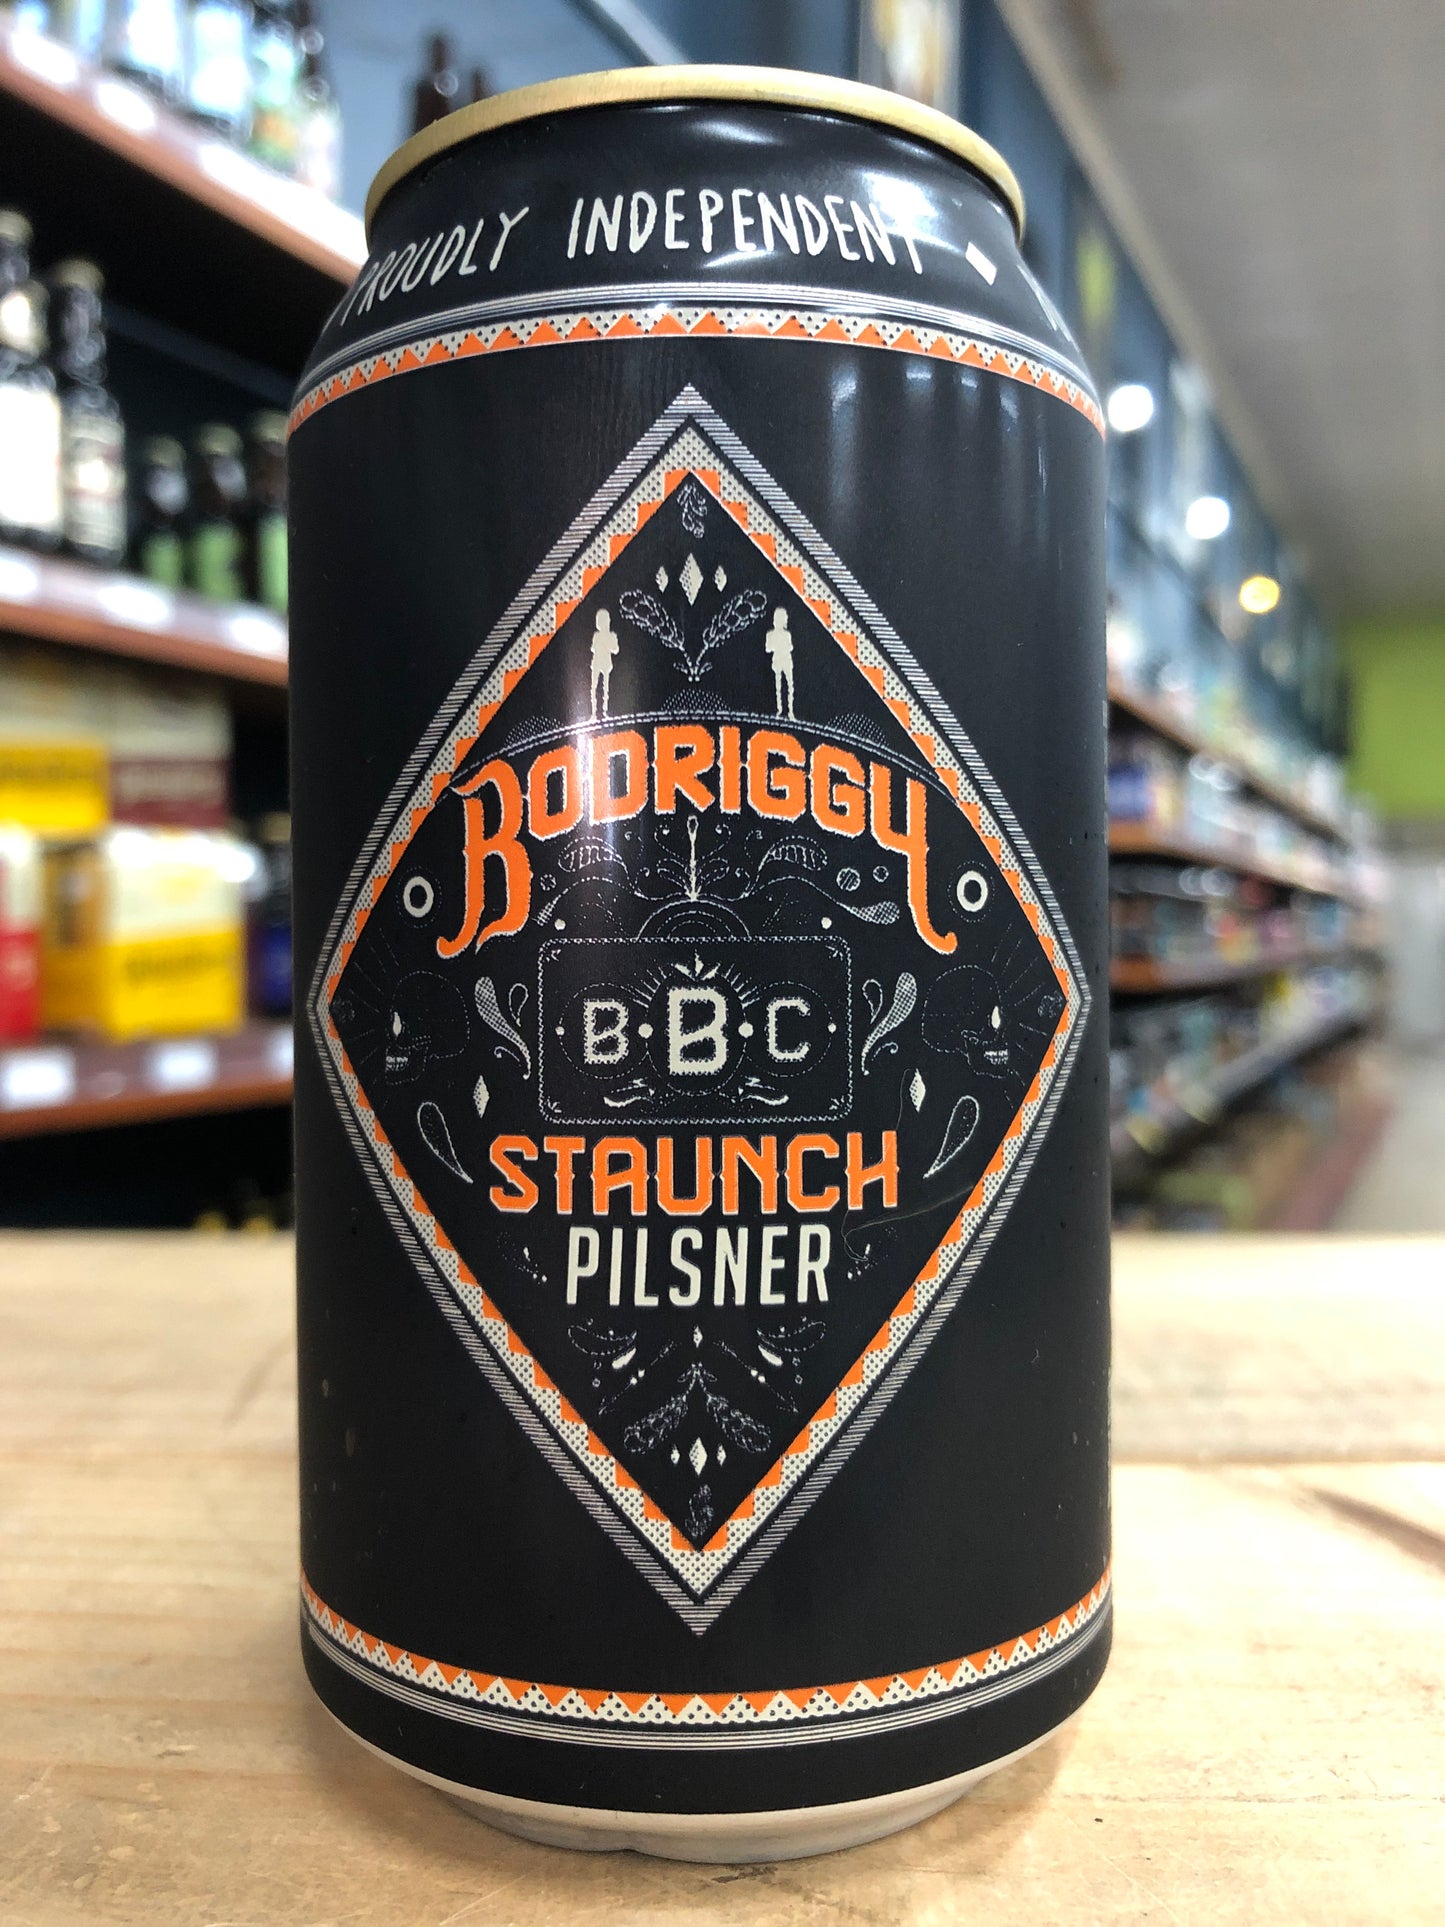 PROUDLY INDEPENDENT
BODRIGGY
B·B·C
STAUNCH
PILSNER